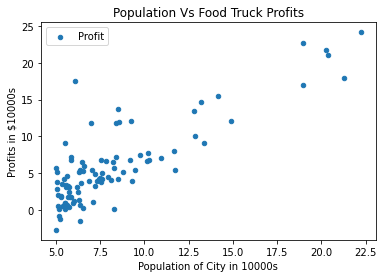 Population Vs Food Truck Profits
Profit
Profits in $10000s
25
20
15
10
5
0
5.0 7.5 10.0 12.5 15.0 17.5 20.0 22.5
Population of City in 10000s